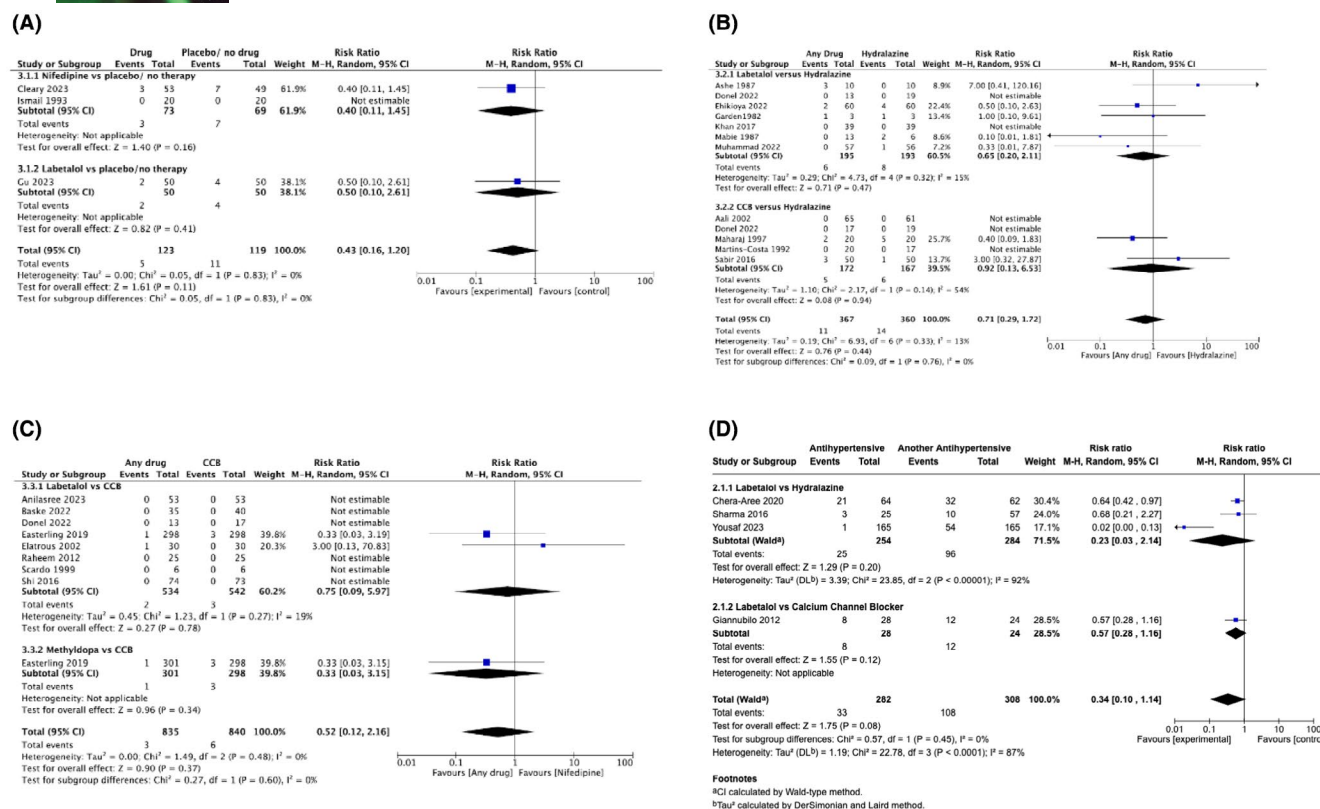 (A)
Drug Placebo/ no drug Risk Ratio Risk Ratio
Study or Subgroup Events Total Events Total Weight M-H, Random, 95% CI M-H, Random, 95% CI
3.1.1 Nifedipine vs placebo/ no therapy
Cleary 2023 3 53 7 49 61.9% 0.40 [0.11, 1.45]
Ismail 1993 0 20 0 20 Not estimable
Subtotal (95% CI) 73 69 61.9% 0.40 [0.11, 1.45]
Total events 3 7
Heterogeneity: Not applicable
Test for overall effect: Z = 1.40 (P = 0.16)
3.1.2 Labetalol vs placebo/no therapy
Gu 2023 2 50 4 50 38.1% 0.50 [0.10, 2.61]
Subtotal (95% CI) 50 50 38.1% 0.50 [0.10, 2.61]
Total events 2 4
Heterogeneity: Not applicable
Test for overall effect: Z = 0.82 (P = 0.41)
Total (95% CI) 123 119 100.0% 0.43 [0.16, 1.20]
Total events 5 11
Heterogeneity: Tau² = 0.00; Chi² = 0.05, df = 1 (P = 0.83); I² = 0%
Test for overall effect: Z = 1.61 (P = 0.11)
Test for subgroup differences: Chi² = 0.05, df = 1 (P = 0.83), I² = 0%
0.01 0.1 1 10 100
Favours [experimental] Favours [control]
(B)
Any Drug Hydralazine Risk Ratio Risk Ratio
Study or Subgroup Events Total Events Total Weight M-H, Random, 95% CI M-H, Random, 95% CI
3.2.1 Labetalol versus Hydralazine
Ashe 1987 3 10 0 10 8.9% 7.00 [0.41, 120.16]
Donel 2022 0 13 0 19 Not estimable
Ehikioya 2022 2 60 4 60 22.4% 0.50 [0.10, 2.63]
Garden1982 1 3 1 3 13.4% 1.00 [0.10, 9.61]
Khan 2017 0 39 0 39 Not estimable
Mabie 1987 0 13 2 6 8.6% 0.10 [0.01, 1.81]
Muhammad 2022 0 57 1 56 7.2% 0.33 [0.01, 7.87]
Subtotal (95% CI) 195 193 60.5% 0.65 [0.20, 2.11]
Total events 6 8
Heterogeneity: Tau² = 0.29; Chi² = 4.73, df = 4 (P = 0.32); I² = 15%
Test for overall effect: Z = 0.71 (P = 0.47)
3.2.2 CCB versus Hydralazine
Aali 2002 0 65 0 61 Not estimable
Donel 2022 0 17 0 19 Not estimable
Maharaj 1997 2 20 5 20 25.7% 0.40 [0.09, 1.83]
Martins-Costa 1992 0 20 0 17 Not estimable
Sabir 2016 3 50 1 50 13.7% 3.00 [0.32, 27.87]
Subtotal (95% CI) 172 167 39.5% 0.92 [0.13, 6.53]
Total events 5 6
Heterogeneity: Tau² = 1.10; Chi² = 2.17, df = 1 (P = 0.14); I² = 54%
Test for overall effect: Z = 0.08 (P = 0.94)
Total (95% CI) 367 360 100.0% 0.71 [0.29, 1.72]
Total events 11 14
Heterogeneity: Tau² = 0.19; Chi² = 6.93, df = 6 (P = 0.33); I² = 13%
Test for overall effect: Z = 0.76 (P = 0.44)
Test for subgroup differences: Chi² = 0.09, df = 1 (P = 0.76), I² = 0%
0.01 0.1 1 10 100
Favours [Any drug] Favours [Hydralazine]
(C)
Any drug CCB Risk Ratio Risk Ratio
Study or Subgroup Events Total Events Total Weight M-H, Random, 95% CI M-H, Random, 95% CI
3.3.1 Labetalol vs CCB
Anilasree 2023 0 53 0 53 Not estimable
Baske 2022 0 35 0 40 Not estimable
Donel 2022 0 13 0 17 Not estimable
Easterling 2019 1 298 3 298 39.8% 0.33 [0.03, 3.19]
Elatrous 2002 1 30 0 30 20.3% 3.00 [0.13, 70.83]
Raheem 2012 0 25 0 25 Not estimable
Scardo 1999 0 6 0 6 Not estimable
Shi 2016 0 74 0 73 Not estimable
Subtotal (95% CI) 534 542 60.2% 0.75 [0.09, 5.97]
Total events 2 3
Heterogeneity: Tau² = 0.45; Chi² = 1.23, df = 1 (P = 0.27); I² = 19%
Test for overall effect: Z = 0.27 (P = 0.78)
3.3.2 Methyldopa vs CCB
Easterling 2019 1 301 3 298 39.8% 0.33 [0.03, 3.15]
Subtotal (95% CI) 301 298 39.8% 0.33 [0.03, 3.15]
Total events 1 3
Heterogeneity: Not applicable
Test for overall effect: Z = 0.96 (P = 0.34)
Total (95% CI) 835 840 100.0% 0.52 [0.12, 2.16]
Total events 3 6
Heterogeneity: Tau² = 0.00; Chi² = 1.49, df = 2 (P = 0.48); I² = 0%
Test for overall effect: Z = 0.90 (P = 0.37)
Test for subgroup differences: Chi² = 0.27, df = 1 (P = 0.60), I² = 0%
0.01 0.1 1 10 100
Favours [Any drug] Favours [Nifedipine]
(D)
Antihypertensive Another Antihypertensive Risk ratio Risk ratio
Study or Subgroup Events Total Events Total Weight M-H, Random, 95% CI M-H, Random, 95% CI
2.1.1 Labetalol vs Hydralazine
Chera-Aree 2020 21 64 32 62 30.4% 0.64 [0.42 , 0.97]
Sharma 2016 3 25 10 57 24.0% 0.68 [0.21 , 2.27]
Yousaf 2023 1 165 54 165 17.1% 0.02 [0.00 , 0.13]
Subtotal (Waldᵃ) 254 284 71.5% 0.23 [0.03 , 2.14]
Total events: 25 96
Test for overall effect: Z = 1.29 (P = 0.20)
Heterogeneity: Tau² (DLᵇ) = 3.39; Chi² = 23.85, df = 2 (P < 0.00001); I² = 92%
2.1.2 Labetalol vs Calcium Channel Blocker
Giannubilo 2012 8 28 12 24 28.5% 0.57 [0.28 , 1.16]
Subtotal 28 24 28.5% 0.57 [0.28 , 1.16]
Total events: 8 12
Test for overall effect: Z = 1.55 (P = 0.12)
Heterogeneity: Not applicable
Total (Waldᵃ) 282 308 100.0% 0.34 [0.10 , 1.14]
Total events: 33 108
Test for overall effect: Z = 1.75 (P = 0.08)
Test for subgroup differences: Chi² = 0.57, df = 1 (P = 0.45), I² = 0%
Heterogeneity: Tau² (DLᵇ) = 1.19; Chi² = 22.78, df = 3 (P < 0.0001); I² = 87%
0.01 0.1 1 10 100
Favours [experimental] Favours [contro
Footnotes
ᵃCI calculated by Wald-type method.
ᵇTau² calculated by DerSimonian and Laird method.